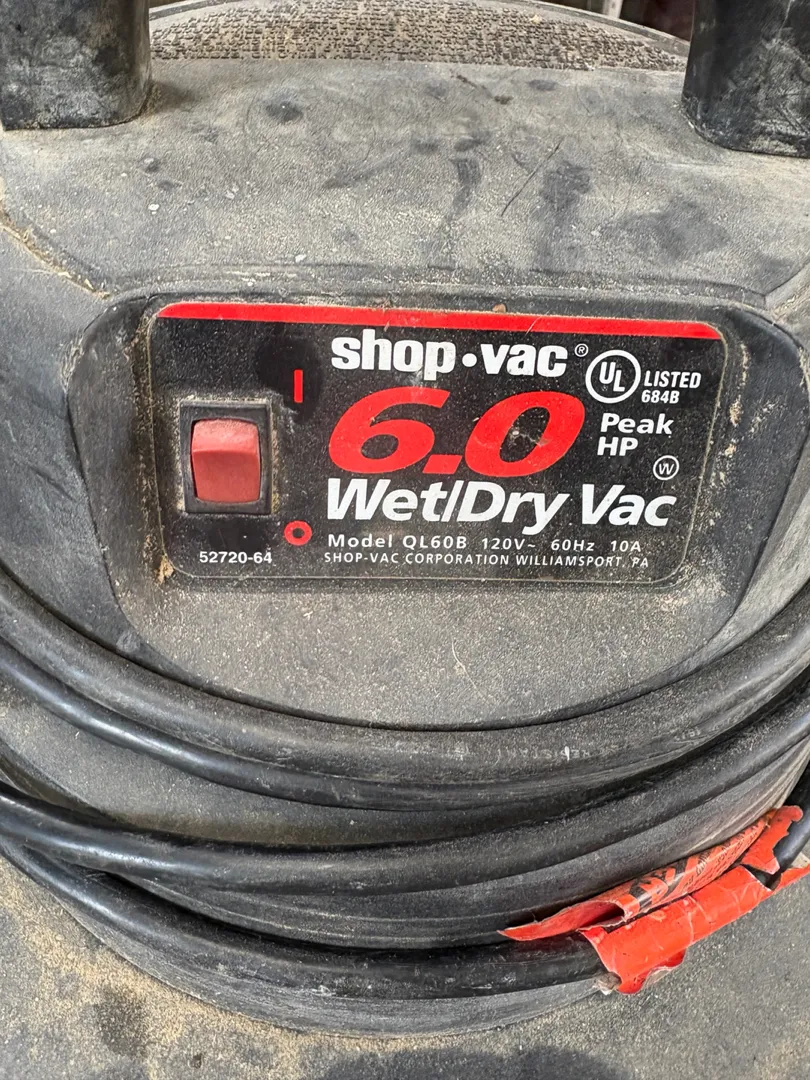 shop•vac®
UL LISTED
684B
6.0 Peak
HP
W
Wet/Dry Vac
Model QL60B 120V~ 60Hz 10A
SHOP-VAC CORPORATION WILLIAMSPORT, PA
I
O
52720-64